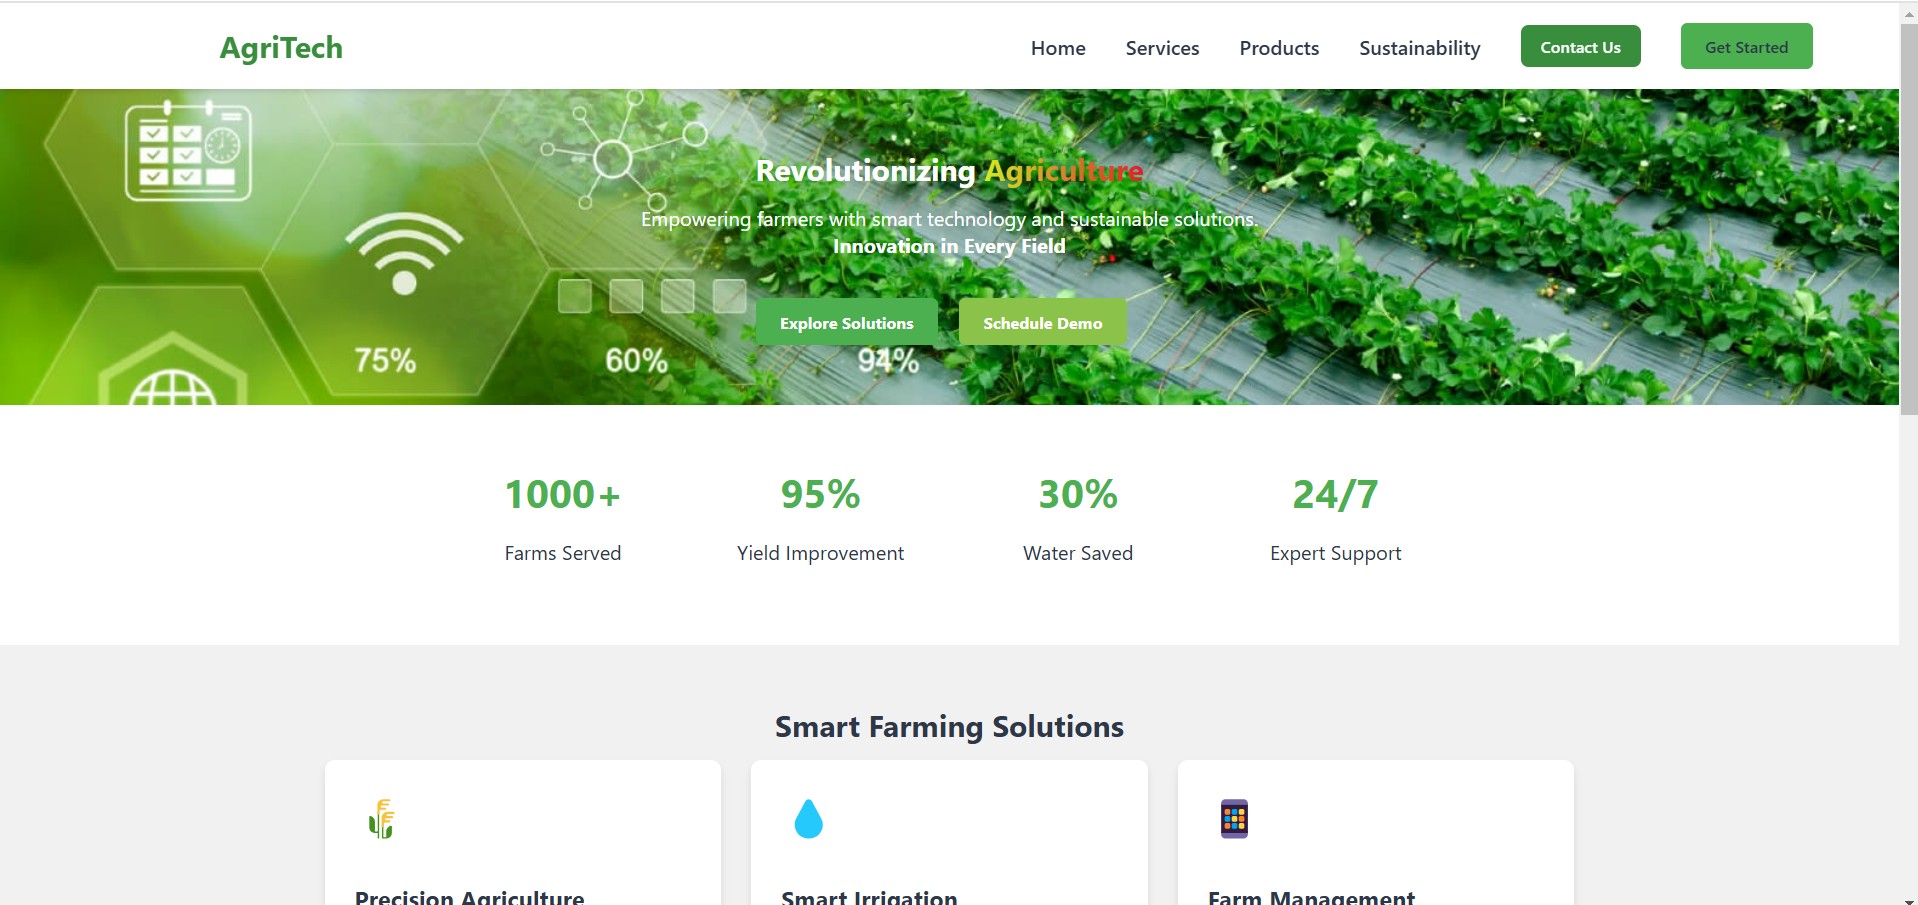 AgriTech
Home Services Products Sustainability Contact Us Get Started
Revolutionizing Agriculture
Empowering farmers with smart technology and sustainable solutions.
Innovation in Every Field
Explore Solutions Schedule Demo
75% 60% 94%
1000+ 95% 30% 24/7
Farms Served Yield Improvement Water Saved Expert Support
Smart Farming Solutions
Precision Agriculture Smart Irrigation Farm Management